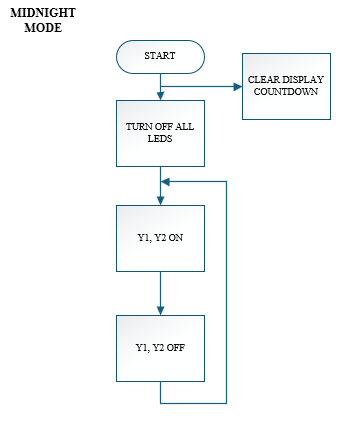 MIDNIGHT
MODE
START
CLEAR DISPLAY
COUNTDOWN
TURN OFF ALL
LEDS
Y1, Y2 ON
Y1, Y2 OFF